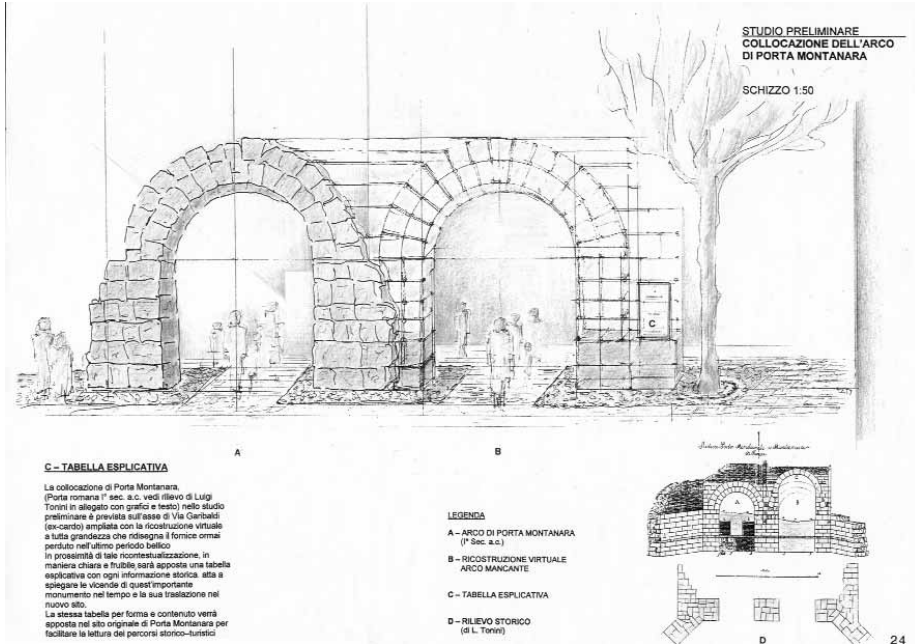 STUDIO PRELIMINARE
COLLOCAZIONE DELL'ARCO
DI PORTA MONTANARA
SCHIZZO 1:50
C
A
B
C – TABELLA ESPLICATIVA
La collocazione di Porta Montanara,
(Porta romana I° sec. a.c. vedi rilievo di Luigi
Tonini in allegato con grafici e testo) nello studio
preliminare è prevista sull'asse di Via Garibaldi
(ex-cardo) ampliata con la ricostruzione virtuale
a tutta grandezza che ridisegna il fornice ormai
perduto nell'ultimo periodo bellico
In prossimità di tale ricontestualizzazione, in
maniera chiara e fruibile, sarà apposta una tabella
esplicativa con ogni informazione storica atta a
spiegare le vicende di quest'importante
monumento nel tempo e la sua traslazione nel
nuovo sito.
La stessa tabella per forma e contenuto verrà
apposta nel sito originale di Porta Montanara per
facilitare la lettura dei percorsi storico–turistici
LEGENDA
A – ARCO DI PORTA MONTANARA
(I° Sec. a.c.)
B – RICOSTRUZIONE VIRTUALE
ARCO MANCANTE
C – TABELLA ESPLICATIVA
D – RILIEVO STORICO
(di L. Tonini)
A
B
D
24